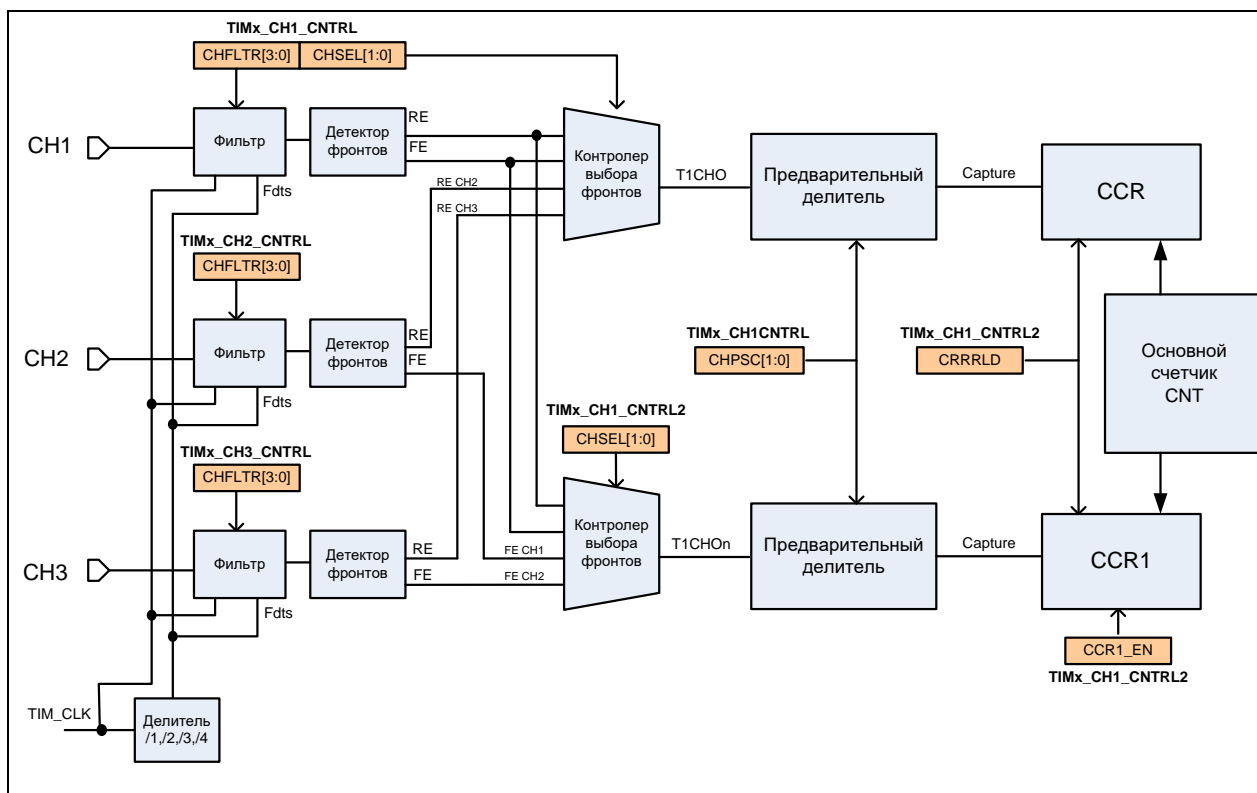 TIMx_CH1_CNTRL
CHFLTR[3:0]
CHSEL[1:0]
CH1
Фильтр
Детектор
фронтов
RE
FE
Fdts
RE CH2
RE CH3
Контролер
выбора
фронтов
T1CHO
Предварительный
делитель
Capture
CCR
TIMx_CH2_CNTRL
CHFLTR[3:0]
CH2
Фильтр
Детектор
фронтов
RE
FE
Fdts
TIMx_CH1CNTRL
CHPSC[1:0]
TIMx_CH1_CNTRL2
CRRRLD
Основной
счетчик
CNT
TIMx_CH1_CNTRL2
CHSEL[1:0]
TIMx_CH3_CNTRL
CHFLTR[3:0]
CH3
Фильтр
Детектор
фронтов
RE
FE
Fdts
FE CH1
FE CH2
Контролер
выбора
фронтов
T1CHOn
Предварительный
делитель
Capture
CCR1
CCR1_EN
TIMx_CH1_CNTRL2
TIM_CLK
Делитель
/1,/2,/3,/4